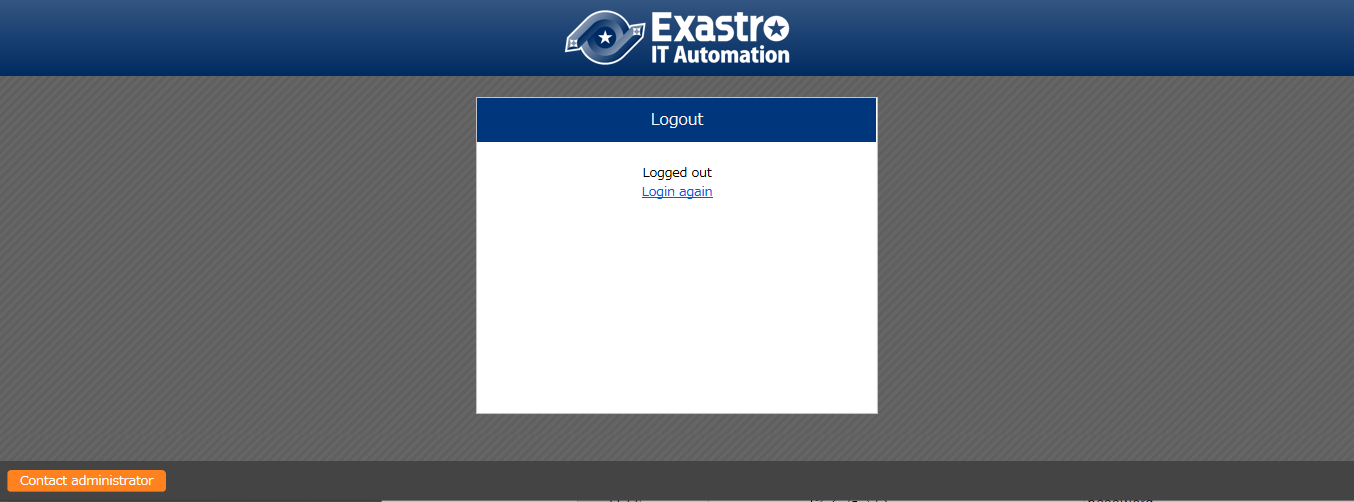 Exastro
IT Automation
Logout
Logged out
Login again
Contact administrator